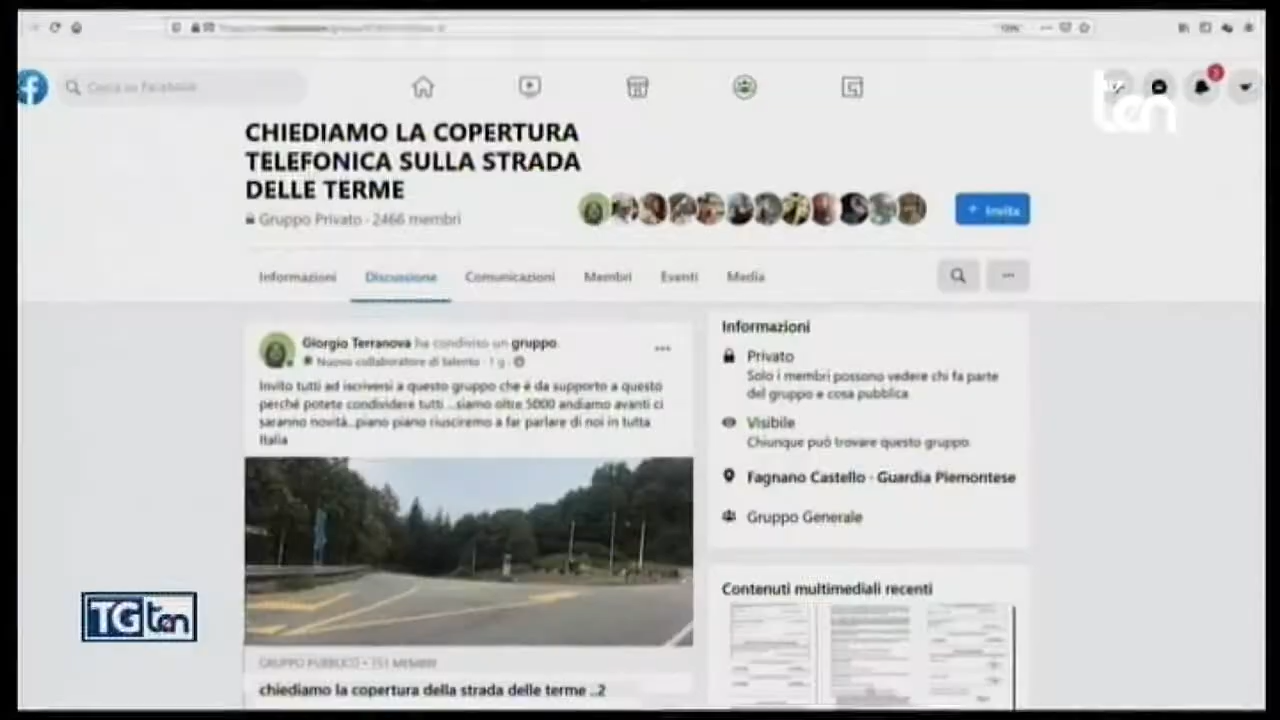 Cerca su Facebook
2
ten
CHIEDIAMO LA COPERTURA
TELEFONICA SULLA STRADA
DELLE TERME
Gruppo Privato · 2466 membri
+ Invita
Informazioni Discussione Comunicazioni Membri Eventi Media
Giorgio Terranova ha condiviso un gruppo.
Nuovo collaboratore di talento · 1 g ·
Invito tutti ad iscriversi a questo gruppo che è da supporto a questo
perché potete condividere tutti ...siamo oltre 5000 andiamo avanti ci
saranno novità...piano piano riusciremo a far parlare di noi in tutta
Italia
GRUPPO PUBBLICO • 151 MEMBRI
chiediamo la copertura della strada delle terme ..2
Informazioni
Privato
Solo i membri possono vedere chi fa parte
del gruppo e cosa pubblica.
Visibile
Chiunque può trovare questo gruppo.
Fagnano Castello · Guardia Piemontese
Gruppo Generale
Contenuti multimediali recenti
TG ten